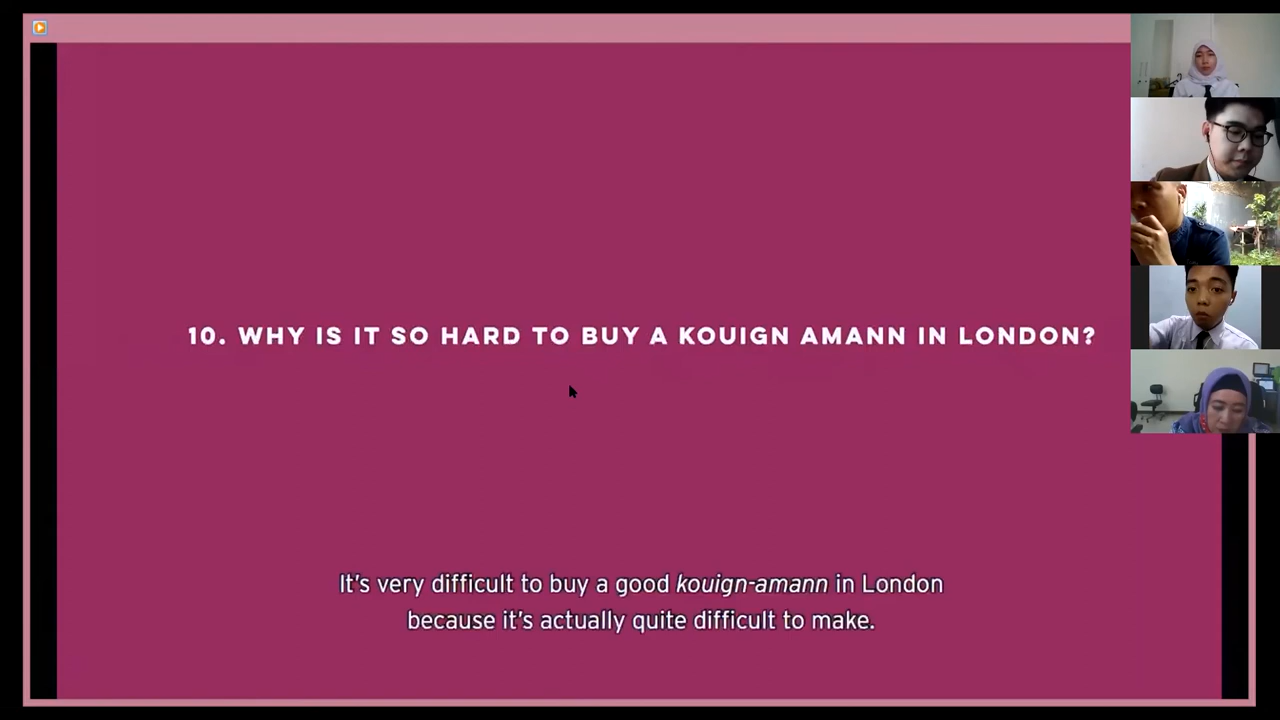 10. WHY IS IT SO HARD TO BUY A KOUIGN AMANN IN LONDON?
It's very difficult to buy a good kouign-amann in London
because it's actually quite difficult to make.